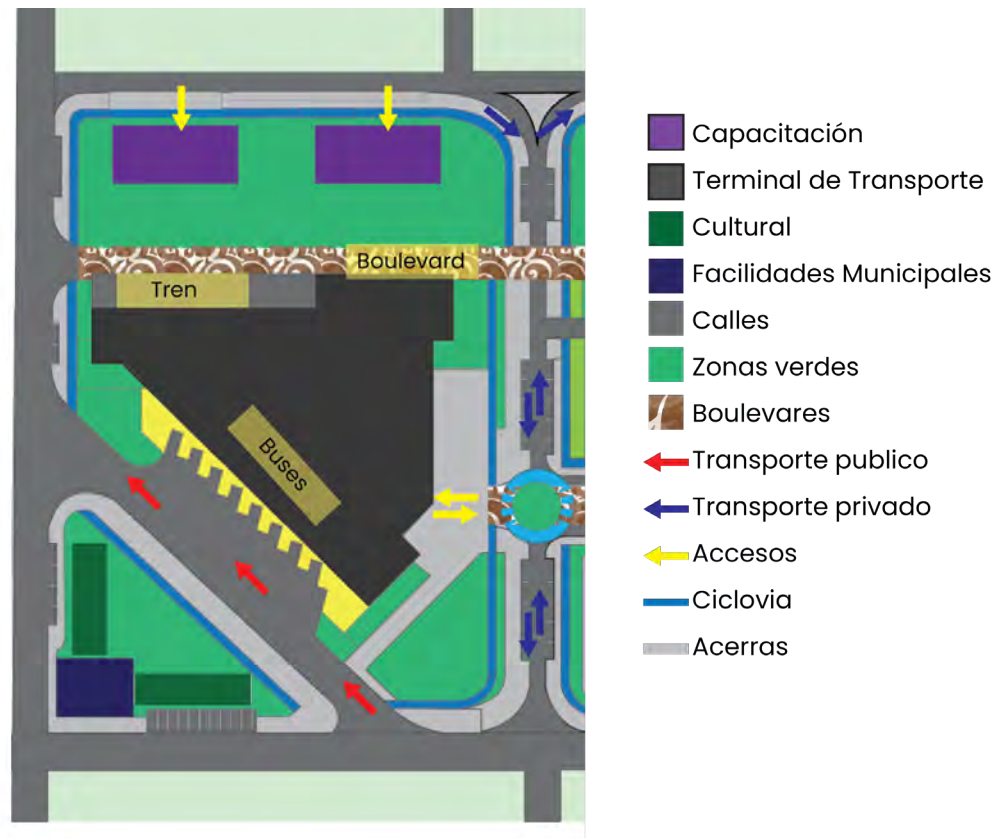 Boulevard
Tren
Buses
Capacitación
Terminal de Transporte
Cultural
Facilidades Municipales
Calles
Zonas verdes
Boulevares
Transporte publico
Transporte privado
Accesos
Ciclovia
Acerras